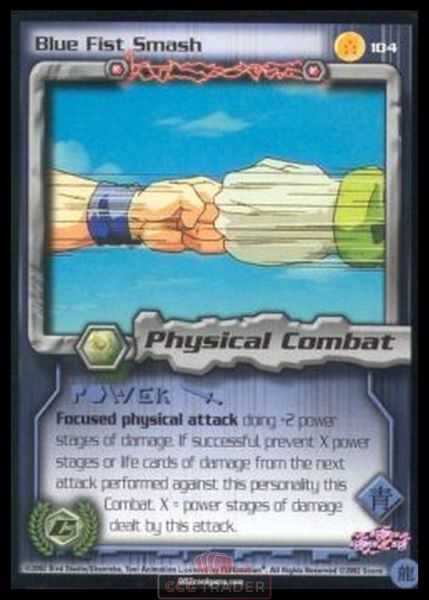 Blue Fist Smash
104
Physical Combat
POWER
Focused physical attack doing +2 power
stages of damage. If successful, prevent X power
stages or life cards of damage from the next
attack performed against this personality this
Combat. X = power stages of damage
dealt by this attack.
青
龍
CCG TRADER